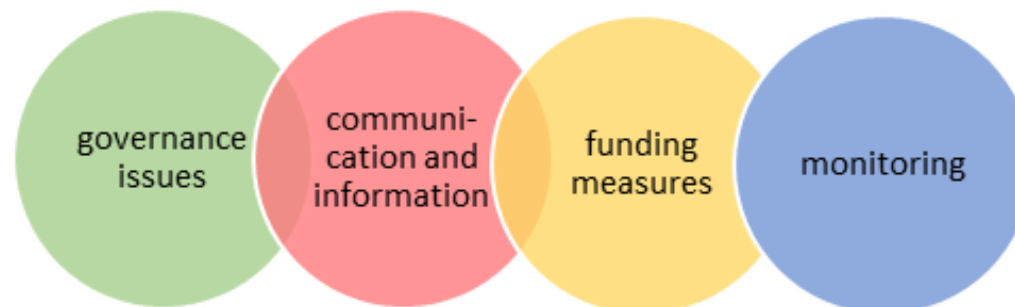 governance
issues
communi-
cation and
information
funding
measures
monitoring